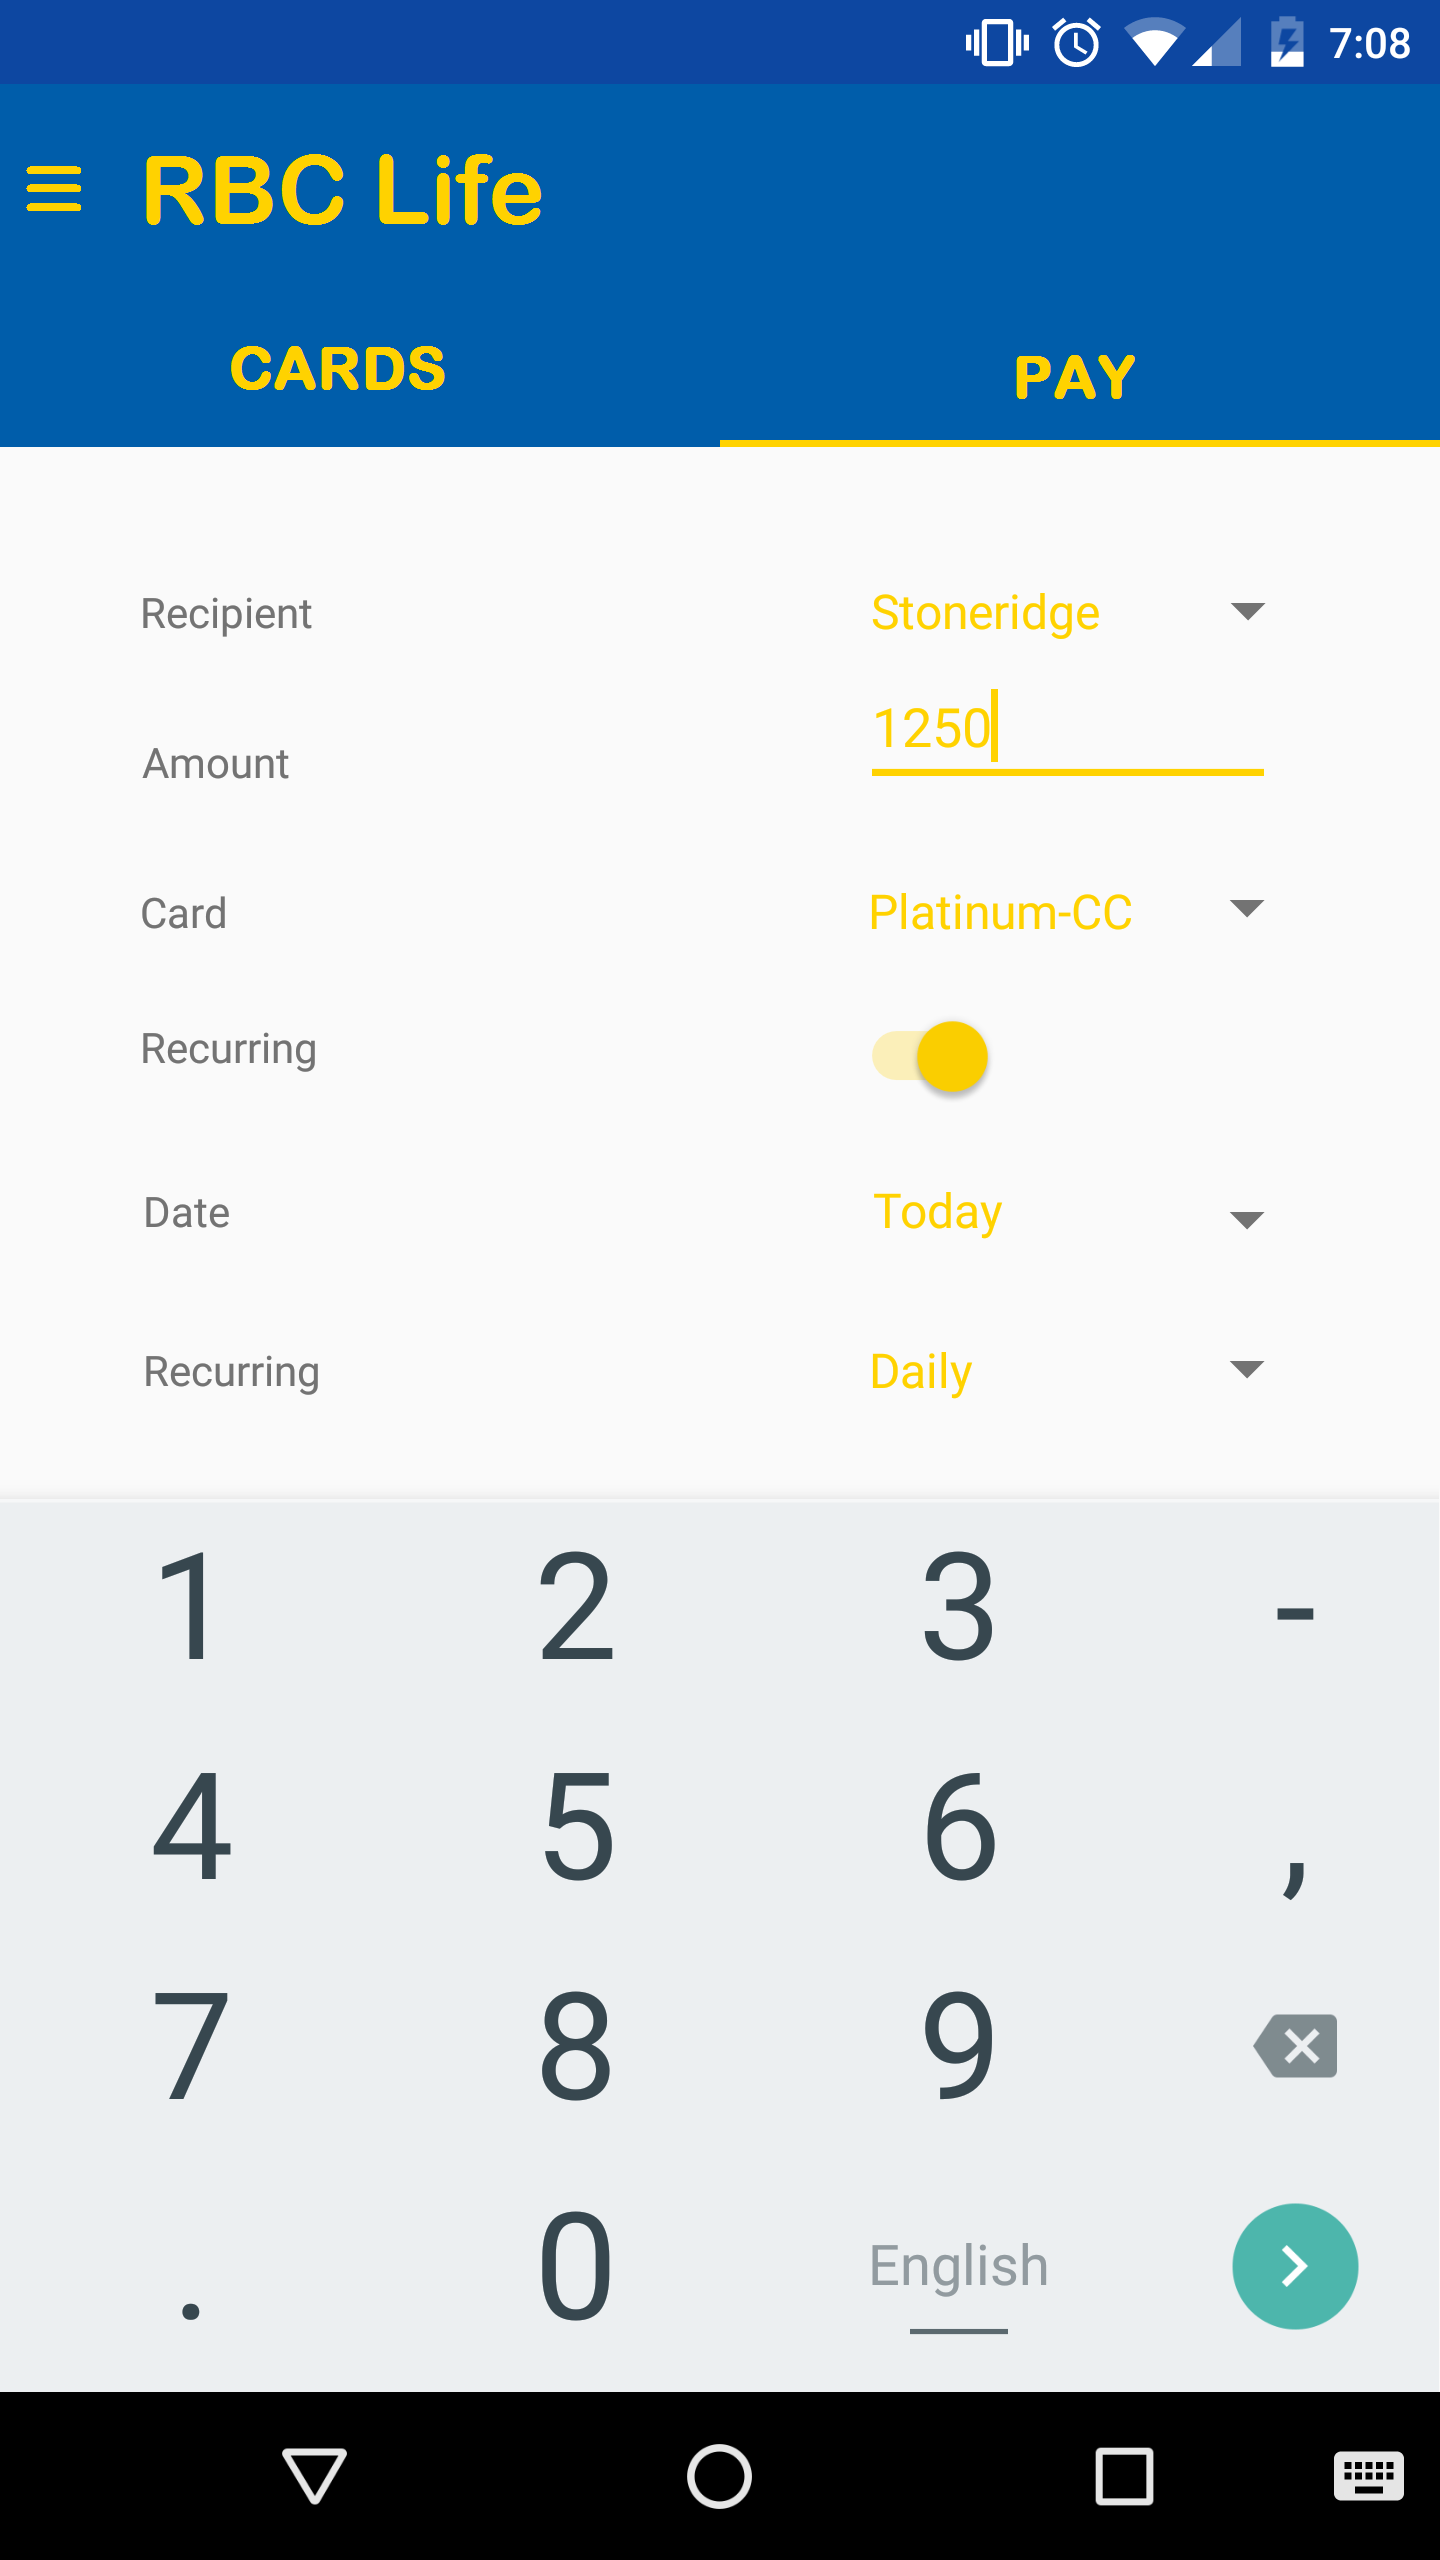 7:08
RBC Life
CARDS PAY
Recipient Stoneridge
Amount 1250
Card Platinum-CC
Recurring
Date Today
Recurring Daily
1 2 3 -
4 5 6 ,
7 8 9
. 0 English